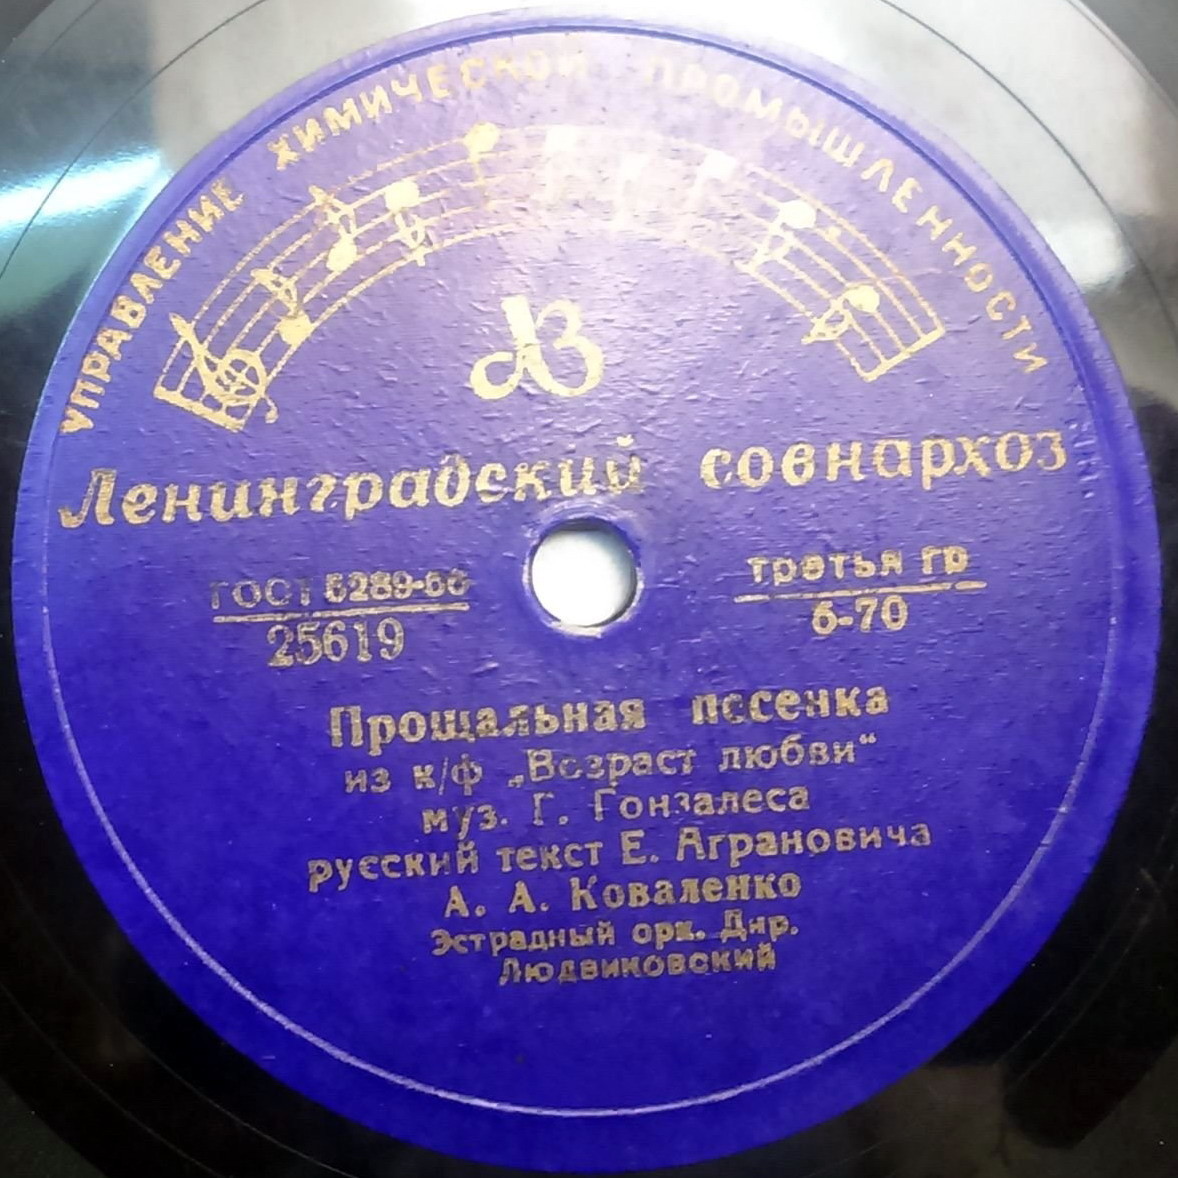 УПРАВЛЕНИЕ ХИМИЧЕСКОЙ ПРОМЫШЛЕННОСТИ
Ленинградский совнархоз
ГОСТ 5289-60
25619
третья гр
6-70
Прощальная песенка
из к/ф „Возраст любви“
муз. Г. Гонзалеса
русский текст Е. Аграновича
А. А. Коваленко
Эстрадный орк. Дир.
Людвиковский